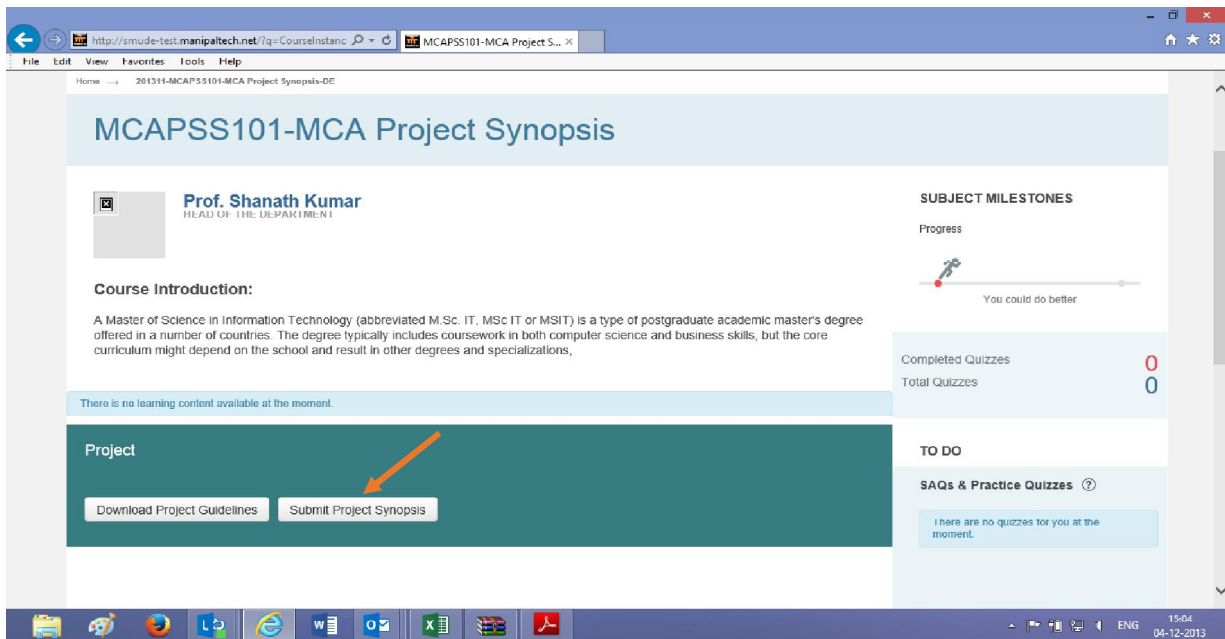 http://smude-test.manipaltech.net/?q=CourseInstanc
MCAPSS101-MCA Project S...
File Edit View Favorites Tools Help
Home → 201311-MCAPSS101-MCA Project Synopsis-DE
MCAPSS101-MCA Project Synopsis
Prof. Shanath Kumar
HEAD OF THE DEPARTMENT
Course Introduction:
A Master of Science in Information Technology (abbreviated M.Sc. IT, MSc IT or MSIT) is a type of postgraduate academic master's degree
offered in a number of countries. The degree typically includes coursework in both computer science and business skills, but the core
curriculum might depend on the school and result in other degrees and specializations,
There is no learning content available at the moment.
Project
Download Project Guidelines
Submit Project Synopsis
SUBJECT MILESTONES
Progress
You could do better
Completed Quizzes 0
Total Quizzes 0
TO DO
SAQs & Practice Quizzes ?
There are no quizzes for you at the
moment.
ENG
15:04
04-12-2013